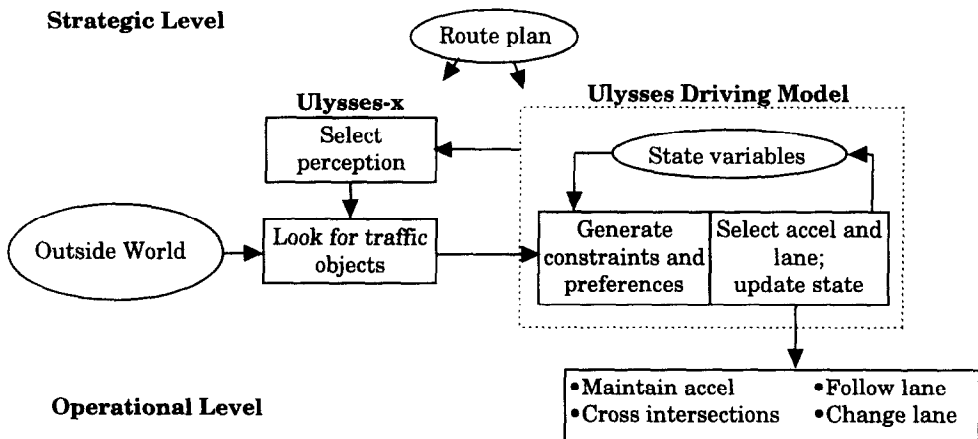 Strategic Level
Route plan
Ulysses-x
Ulysses Driving Model
Select
perception
State variables
Outside World
Look for traffic
objects
Generate
constraints and
preferences
Select accel and
lane;
update state
Operational Level
•Maintain accel
•Follow lane
•Cross intersections
•Change lane